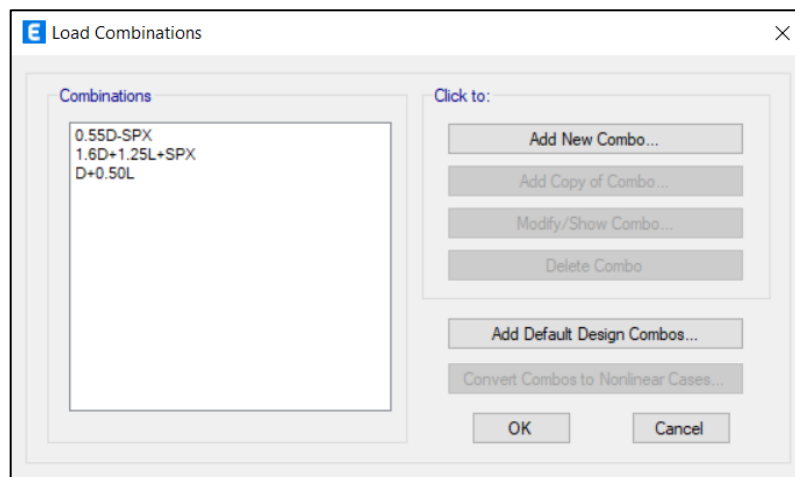 E Load Combinations
Combinations
0.55D-SPX
1.6D+1.25L+SPX
D+0.50L
Click to:
Add New Combo...
Add Copy of Combo...
Modify/Show Combo...
Delete Combo
Add Default Design Combos...
Convert Combos to Nonlinear Cases...
OK
Cancel